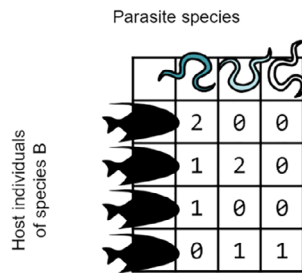 Parasite species
Host individuals
of species B
2 0 0
1 2 0
1 0 0
0 1 1